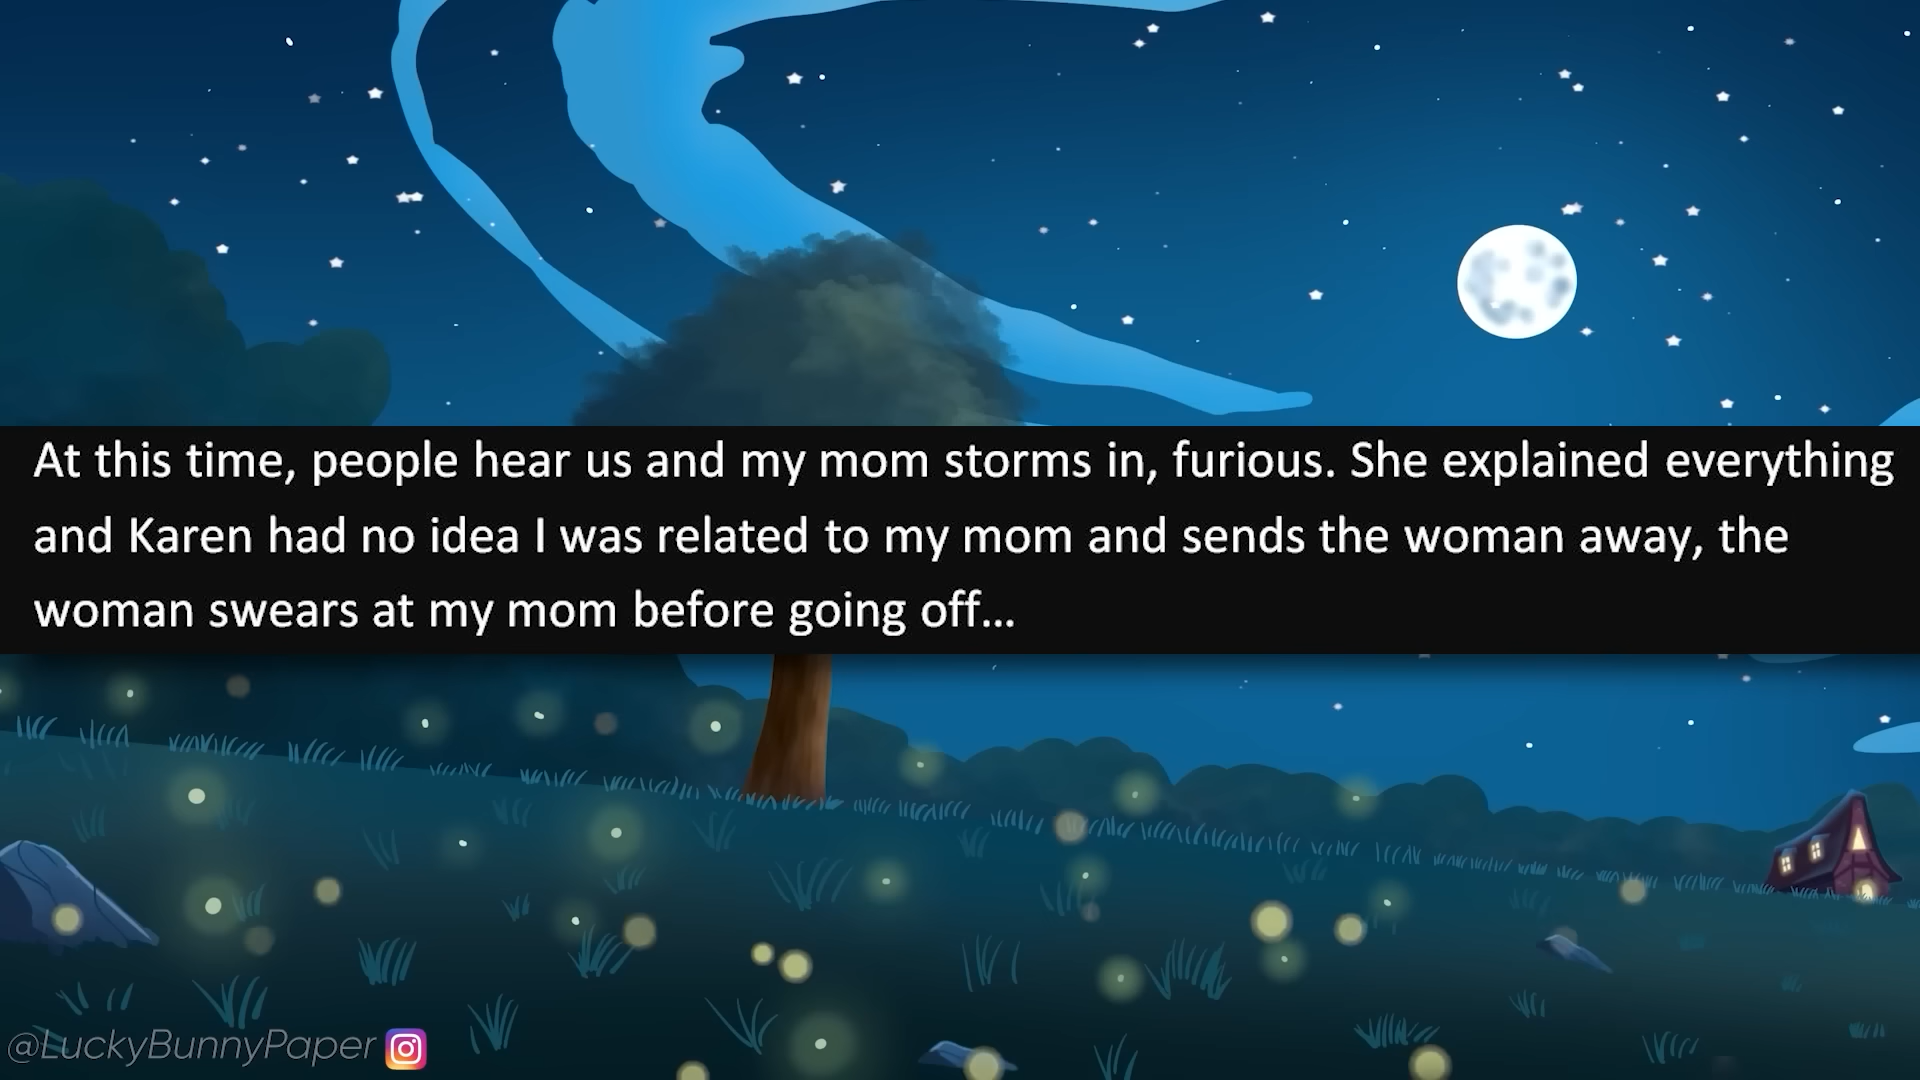 At this time, people hear us and my mom storms in, furious. She explained everything
and Karen had no idea I was related to my mom and sends the woman away, the
woman swears at my mom before going off...
@LuckyBunnyPaper